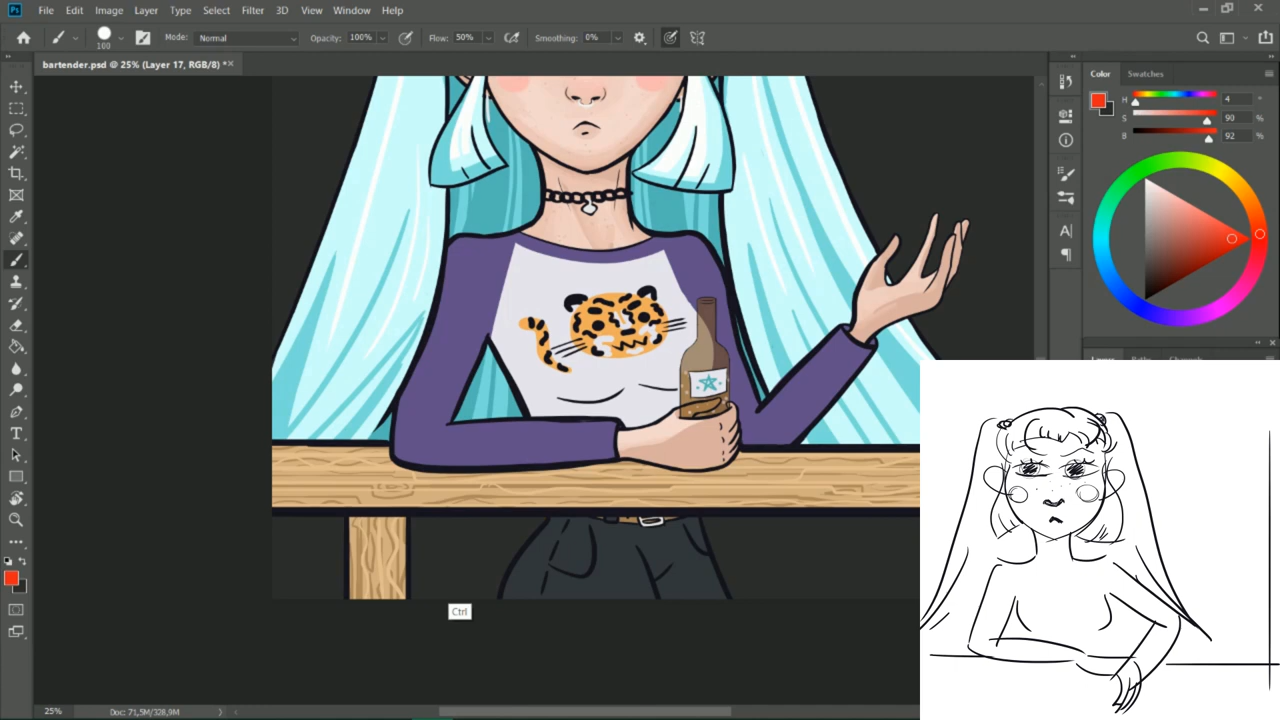 Ps File Edit Image Layer Type Select Filter 3D View Window Help
100 Mode: Normal Opacity: 100% Flow: 50% Smoothing: 0%
bartender.psd @ 25% (Layer 17, RGB/8) *
Color Swatches
H 4 °
S 90 %
B 92 %
A
T
Ctrl
25% Doc: 71,5M/328,9M